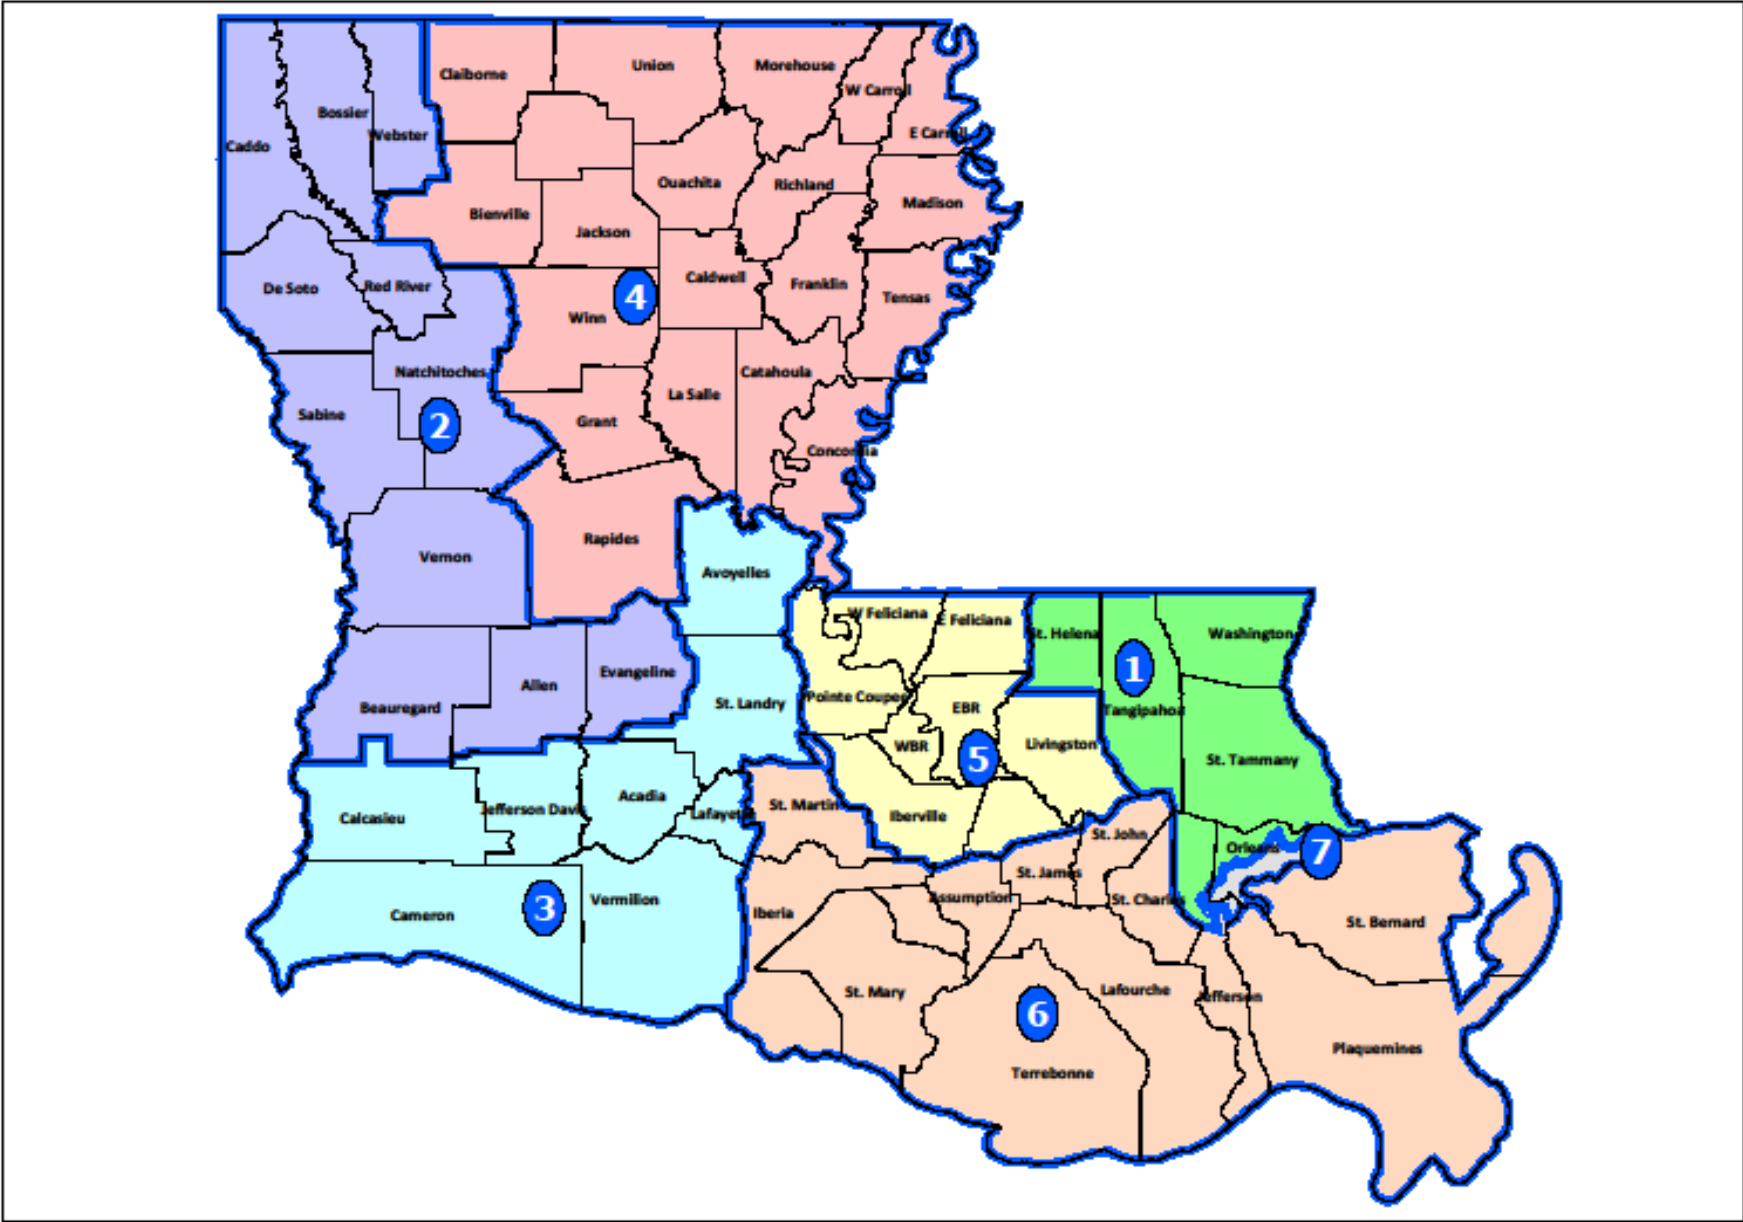 Claiborne
Union
Morehouse
W Carroll
Bossier
Webster
E Carroll
Caddo
Ouachita
Richland
Madison
Bienville
Jackson
De Soto
Red River
Caldwell
Franklin
Tensas
4
Winn
Natchitoches
Catahoula
La Salle
Sabine
2
Grant
Concordia
Rapides
Vernon
Avoyelles
W Feliciana
E Feliciana
St. Helena
Washington
1
Evangeline
Allen
Pointe Coupee
Beauregard
St. Landry
EBR
Tangipahoa
WBR
5
Livingston
St. Tammany
Calcasieu
Jefferson Davis
Acadia
Lafayette
St. Martin
Iberville
St. John
Orleans
7
St. James
Cameron
3
Vermilion
Iberia
Assumption
St. Charles
St. Bernard
St. Mary
6
Lafourche
Jefferson
Terrebonne
Plaquemines